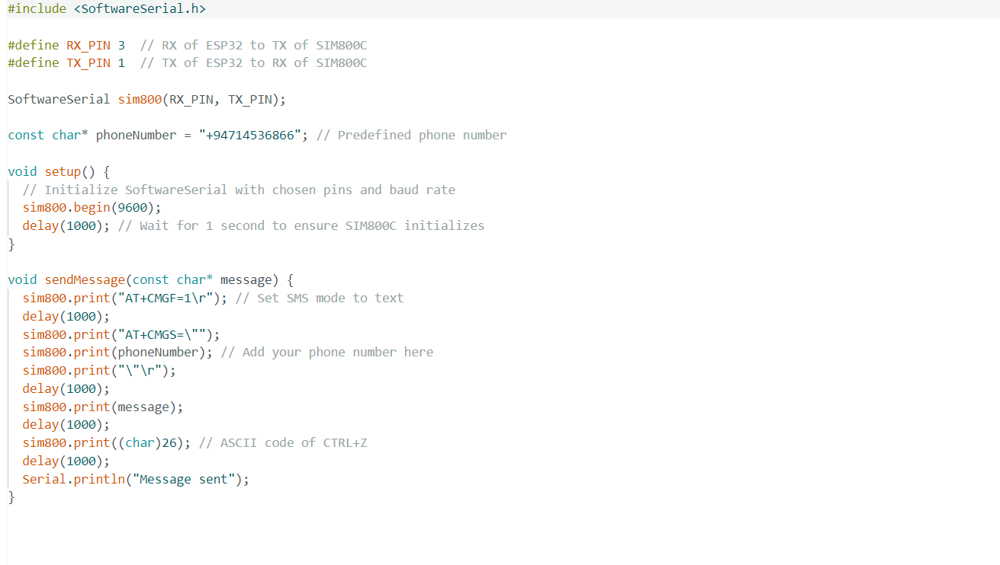 #include <SoftwareSerial.h>
#define RX_PIN 3  // RX of ESP32 to TX of SIM800C
#define TX_PIN 1  // TX of ESP32 to RX of SIM800C
SoftwareSerial sim800(RX_PIN, TX_PIN);
const char* phoneNumber = "+94714536866"; // Predefined phone number
void setup() {
  // Initialize SoftwareSerial with chosen pins and baud rate
  sim800.begin(9600);
  delay(1000); // Wait for 1 second to ensure SIM800C initializes
}
void sendMessage(const char* message) {
  sim800.print("AT+CMGF=1\r"); // Set SMS mode to text
  delay(1000);
  sim800.print("AT+CMGS=\"");
  sim800.print(phoneNumber); // Add your phone number here
  sim800.print("\"\r");
  delay(1000);
  sim800.print(message);
  delay(1000);
  sim800.print((char)26); // ASCII code of CTRL+Z
  delay(1000);
  Serial.println("Message sent");
}